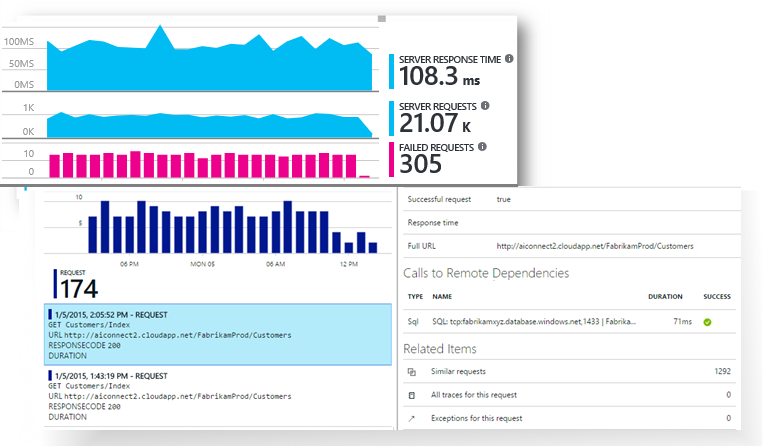 100MS
50MS
0MS
SERVER RESPONSE TIME
108.3 ms
1K
0K
SERVER REQUESTS
21.07 K
10
0
FAILED REQUESTS
305
10
06 PM
MON 05
06 AM
12 PM
REQUEST
174
1/5/2015, 2:05:52 PM - REQUEST
GET Customers/Index
URL http://aiconnect2.cloudapp.net/FabrikamProd/Customers
RESPONSECODE 200
DURATION
1/5/2015, 1:43:19 PM - REQUEST
GET Customers/Index
URL http://aiconnect2.cloudapp.net/FabrikamProd/Customers
RESPONSECODE 200
DURATION
Successful request true
Response time
Full URL http://aiconnect2.cloudapp.net/FabrikamProd/Customers
Calls to Remote Dependencies
TYPE NAME DURATION SUCCESS
Sql SQL: tcp:fabrikamxyz.database.windows.net,1433 | Fabrika... 71ms
Related Items
Similar requests 1292
All traces for this request 0
Exceptions for this request 0